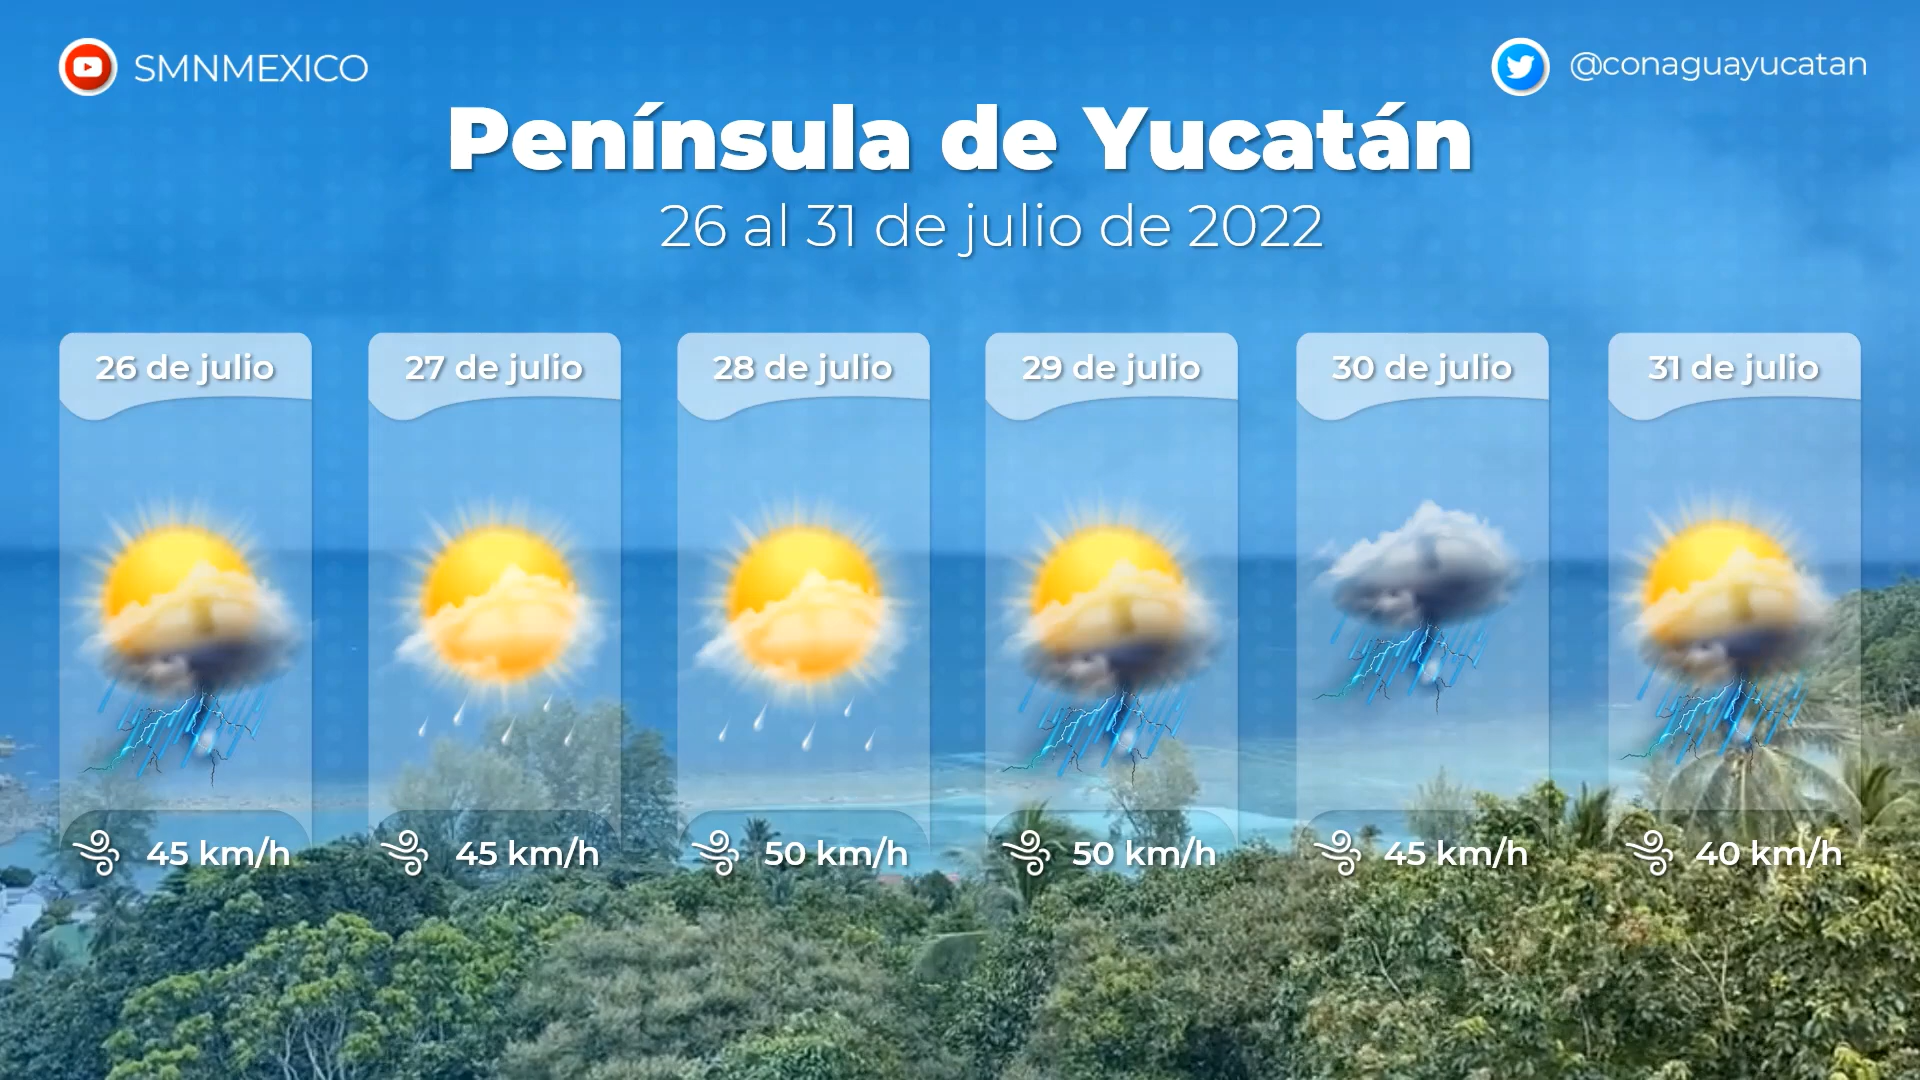 SMNMEXICO
@conaguayucatan
Península de Yucatán
26 al 31 de julio de 2022
26 de julio
27 de julio
28 de julio
29 de julio
30 de julio
31 de julio
45 km/h
45 km/h
50 km/h
50 km/h
45 km/h
40 km/h